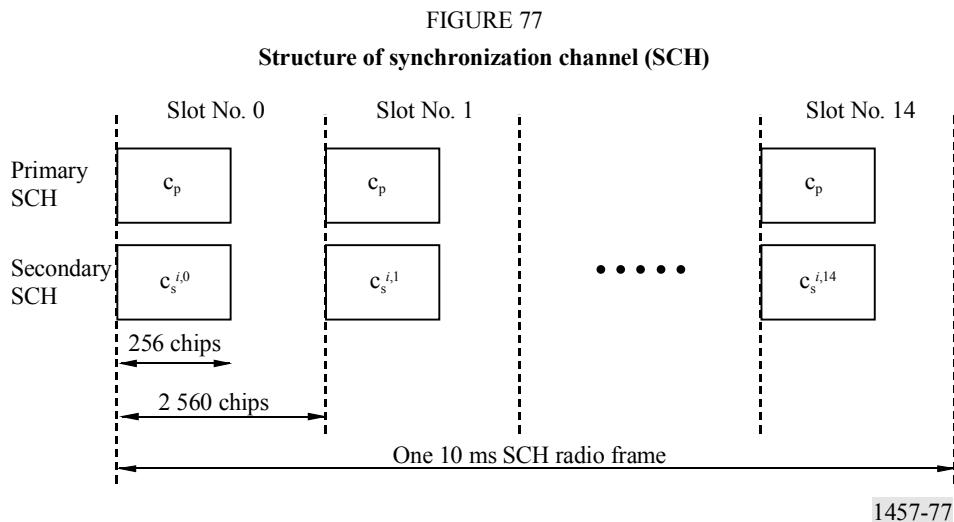 FIGURE 77
Structure of synchronization channel (SCH)
Slot No. 0 Slot No. 1 Slot No. 14
Primary
SCH
c_p c_p c_p
Secondary
SCH
c_s^{i,0} c_s^{i,1} • • • • • c_s^{i,14}
256 chips
2 560 chips
One 10 ms SCH radio frame
1457-77